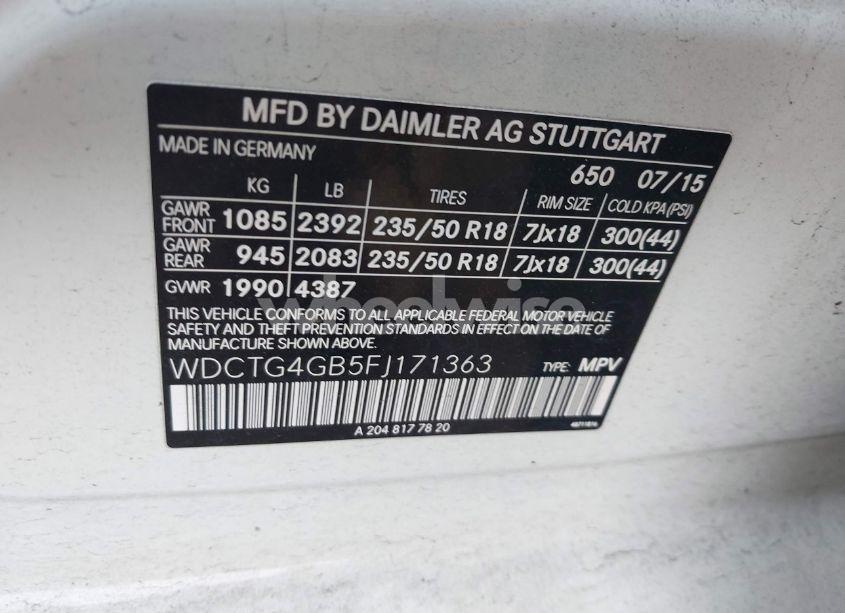 MFD BY DAIMLER AG STUTTGART
MADE IN GERMANY 650 07/15
KG LB TIRES RIM SIZE COLD KPA(PSI)
GAWR FRONT 1085 2392 235/50 R18 7Jx18 300(44)
GAWR REAR 945 2083 235/50 R18 7Jx18 300(44)
GVWR 1990 4387
wheelwise
THIS VEHICLE CONFORMS TO ALL APPLICABLE FEDERAL MOTOR VEHICLE
SAFETY AND THEFT PREVENTION STANDARDS IN EFFECT ON THE DATE OF
MANUFACTURE SHOWN ABOVE.
WDCTG4GB5FJ171363 TYPE: MPV
A 204 817 78 20